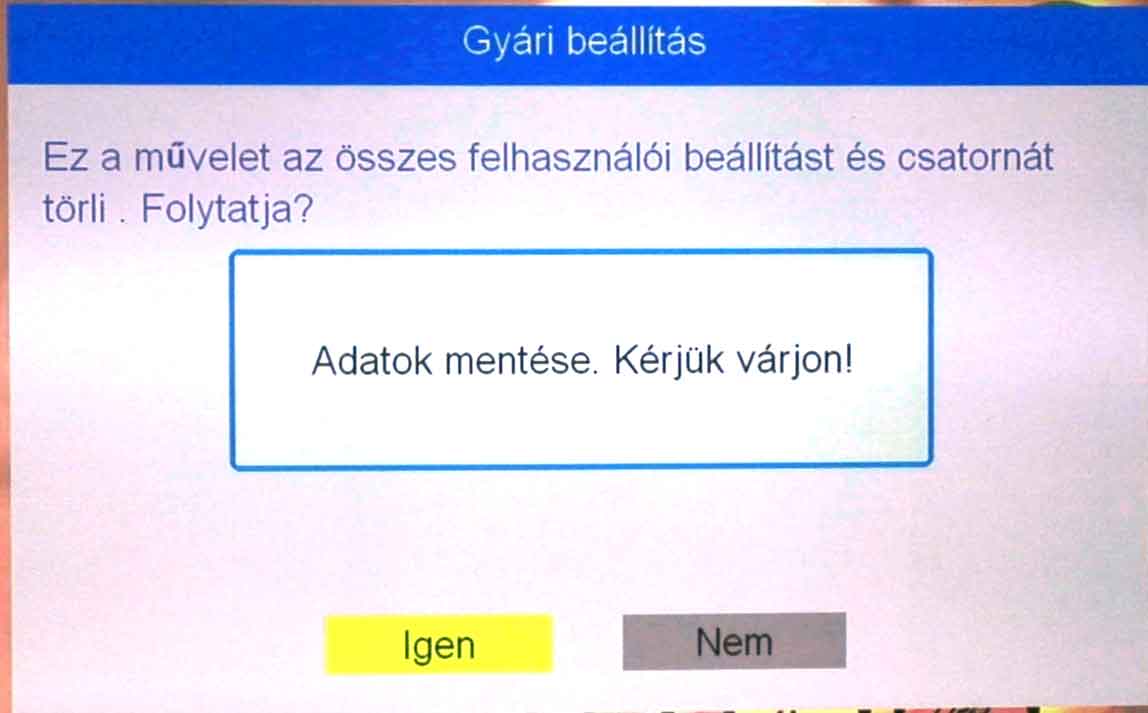 Gyári beállítás
Ez a művelet az összes felhasználói beállítást és csatornát
törli . Folytatja?
Adatok mentése. Kérjük várjon!
Igen
Nem